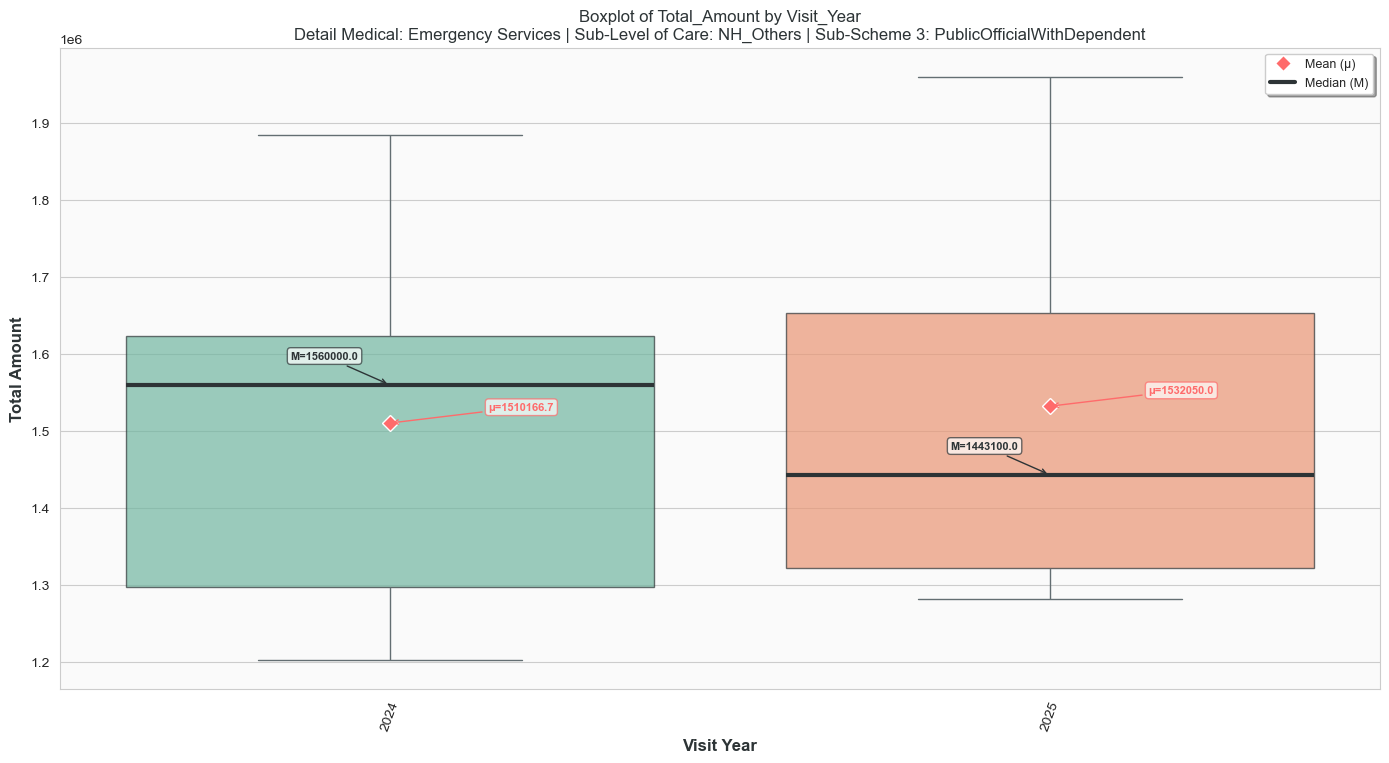 Boxplot of Total_Amount by Visit_Year
Detail Medical: Emergency Services | Sub-Level of Care: NH_Others | Sub-Scheme 3: PublicOfficialWithDependent
1e6
Mean (μ)
Median (M)
1.9
1.8
1.7
1.6
1.5
1.4
1.3
1.2
Total Amount
M=1560000.0
μ=1510166.7
μ=1532050.0
M=1443100.0
2024
2025
Visit Year